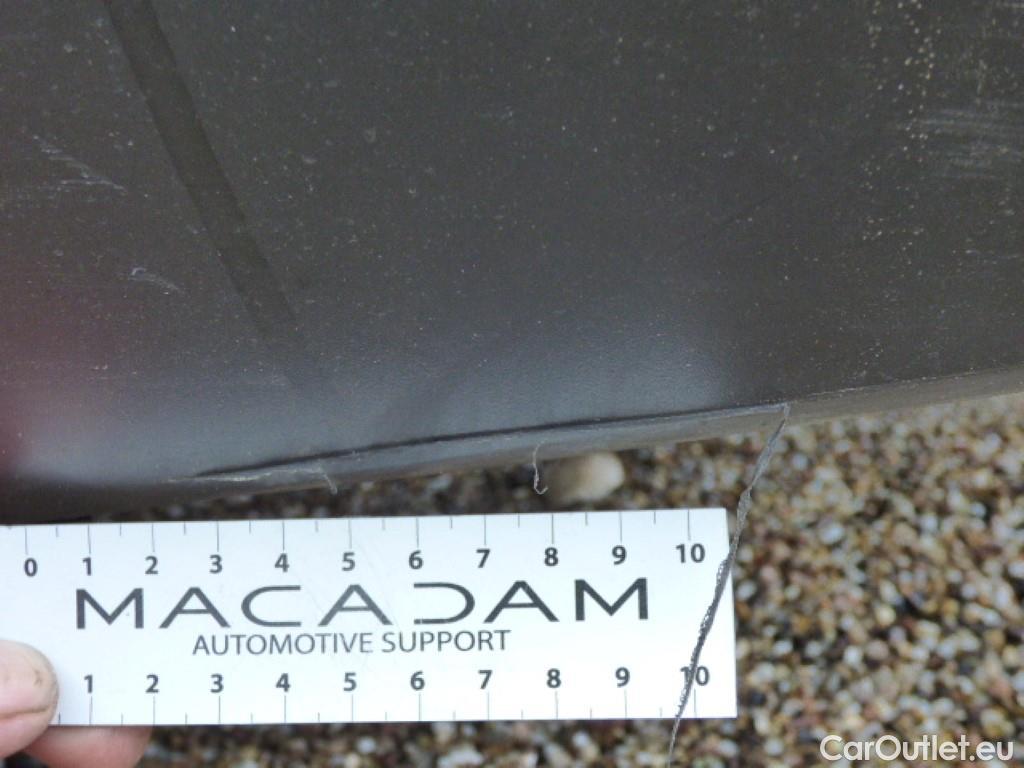 0 1 2 3 4 5 6 7 8 9 10
MACADAM
AUTOMOTIVE SUPPORT
1 2 3 4 5 6 7 8 9 10
CarOutlet.eu